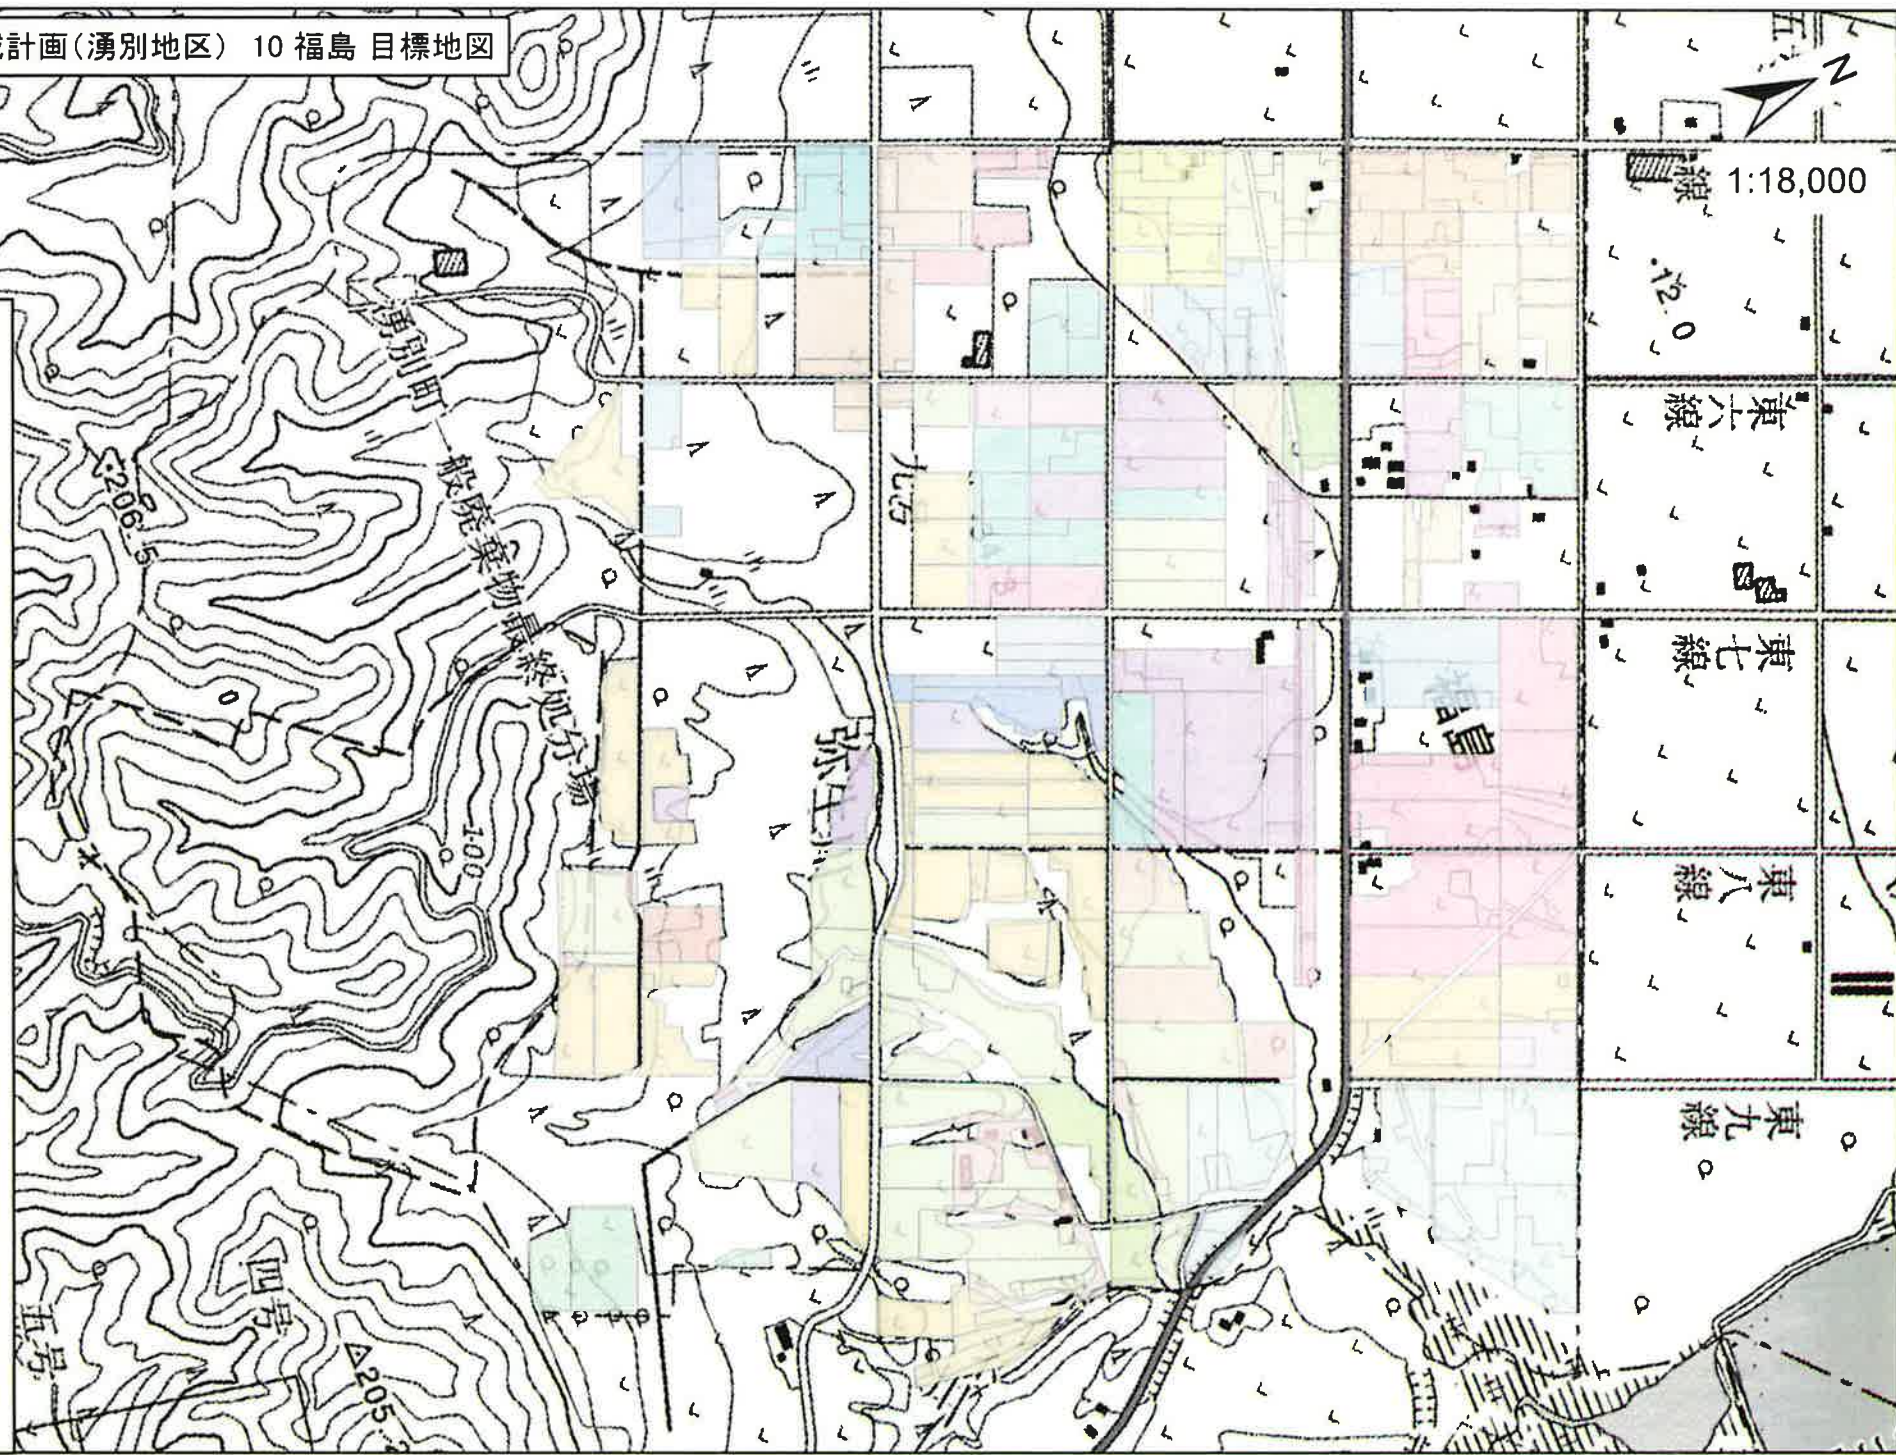 計画(湧別地区) 10 福島 目標地図
N
1:18,000
線
12.0
湧別町一般廃棄物最終処分場
206.5
東六線
東七線
福島
東八線
100
東九線
四号
五号
205.